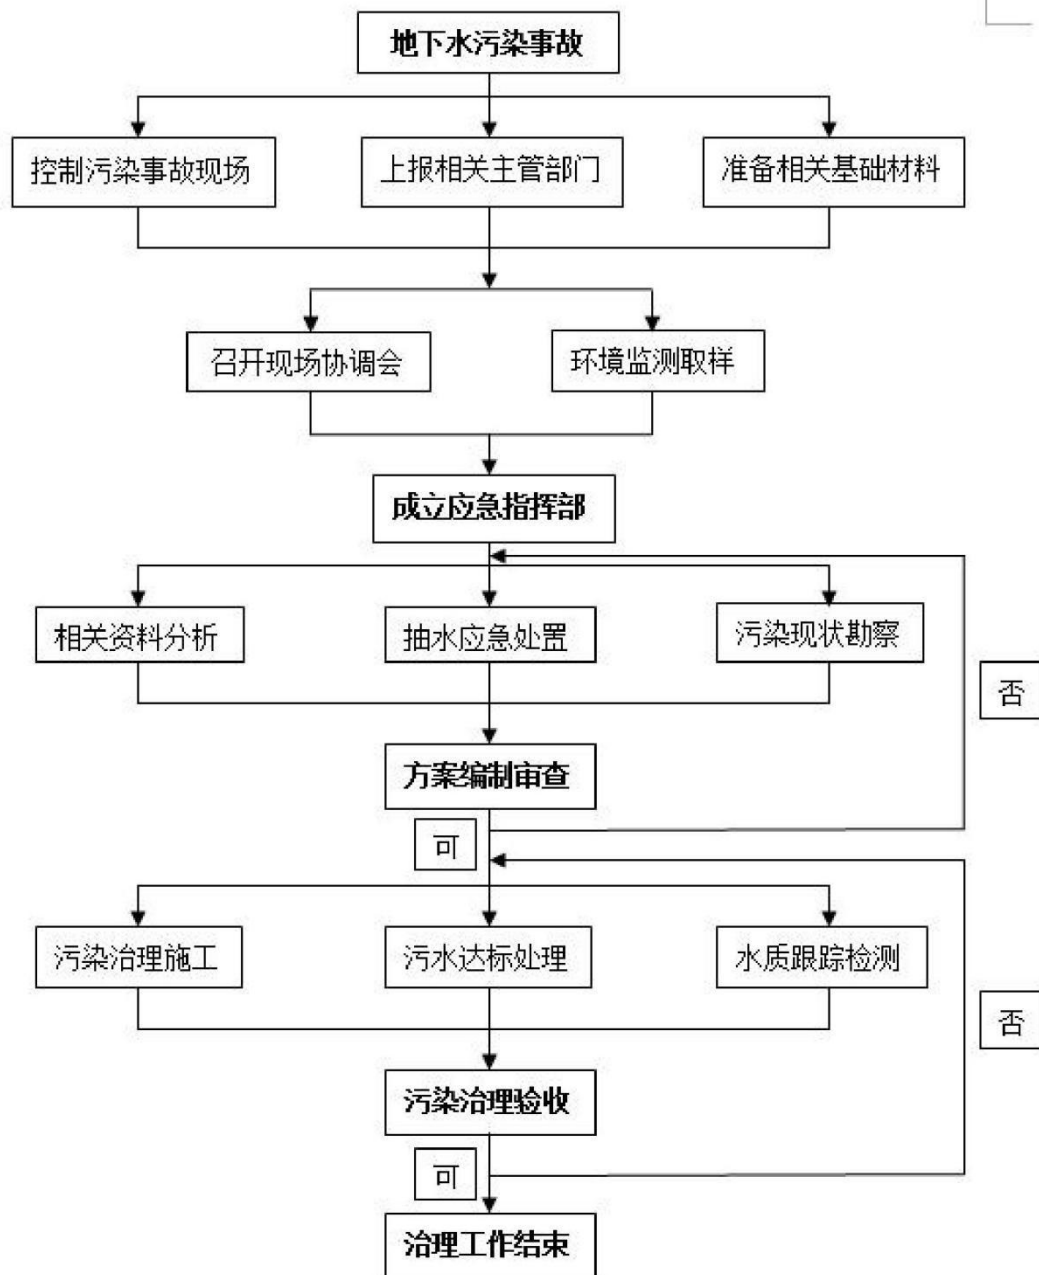 地下水污染事故
控制污染事故现场
上报相关主管部门
准备相关基础材料
召开现场协调会
环境监测取样
成立应急指挥部
相关资料分析
抽水应急处置
污染现状勘察
否
方案编制审查
可
污染治理施工
污水达标处理
水质跟踪检测
否
污染治理验收
可
治理工作结束